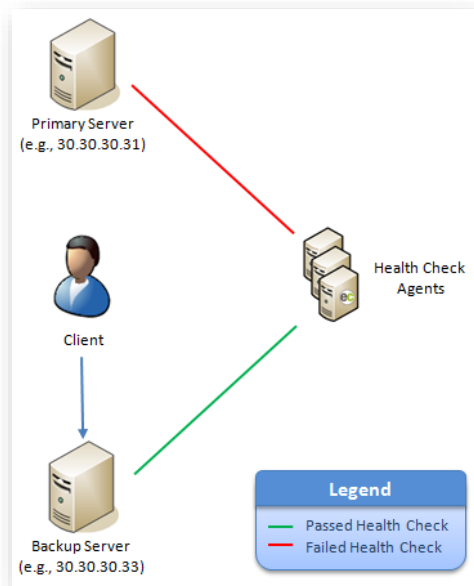 Primary Server
(e.g., 30.30.30.31)
Health Check
Agents
ec
Client
Backup Server
(e.g., 30.30.30.33)
Legend
Passed Health Check
Failed Health Check